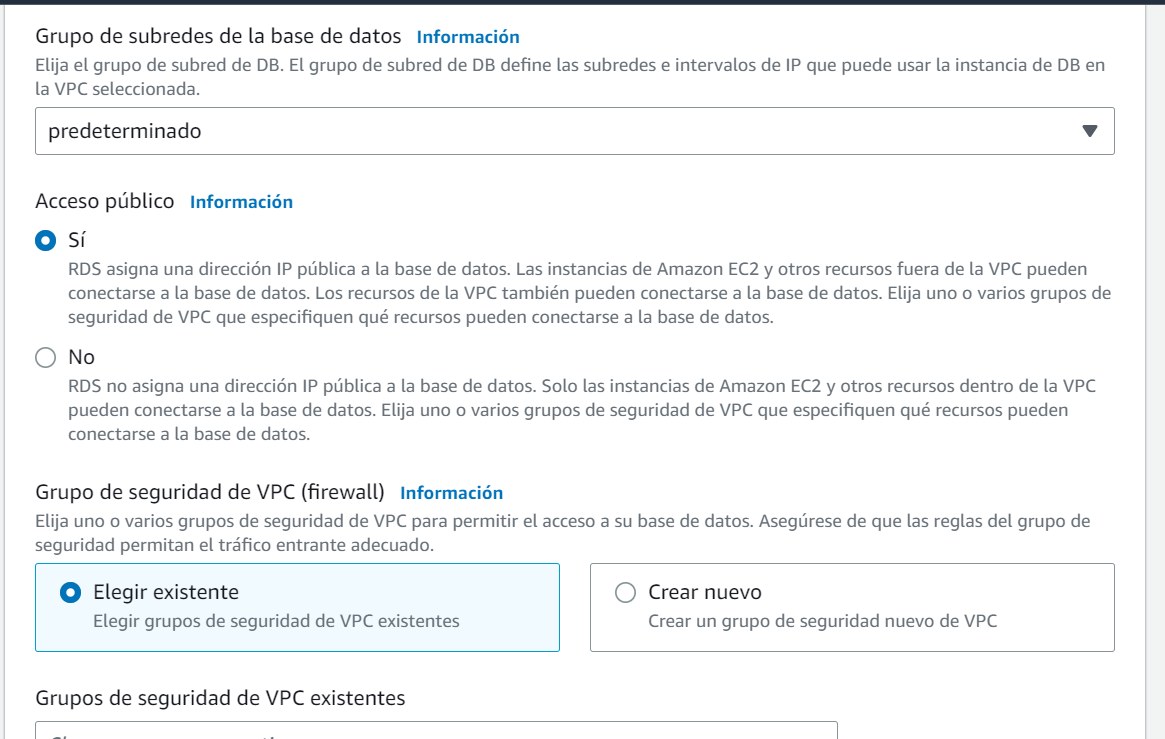 Grupo de subredes de la base de datos Información
Elija el grupo de subred de DB. El grupo de subred de DB define las subredes e intervalos de IP que puede usar la instancia de DB en
la VPC seleccionada.
predeterminado
Acceso público Información
Sí
RDS asigna una dirección IP pública a la base de datos. Las instancias de Amazon EC2 y otros recursos fuera de la VPC pueden
conectarse a la base de datos. Los recursos de la VPC también pueden conectarse a la base de datos. Elija uno o varios grupos de
seguridad de VPC que especifiquen qué recursos pueden conectarse a la base de datos.
No
RDS no asigna una dirección IP pública a la base de datos. Solo las instancias de Amazon EC2 y otros recursos dentro de la VPC
pueden conectarse a la base de datos. Elija uno o varios grupos de seguridad de VPC que especifiquen qué recursos pueden
conectarse a la base de datos.
Grupo de seguridad de VPC (firewall) Información
Elija uno o varios grupos de seguridad de VPC para permitir el acceso a su base de datos. Asegúrese de que las reglas del grupo de
seguridad permitan el tráfico entrante adecuado.
Elegir existente
Elegir grupos de seguridad de VPC existentes
Crear nuevo
Crear un grupo de seguridad nuevo de VPC
Grupos de seguridad de VPC existentes